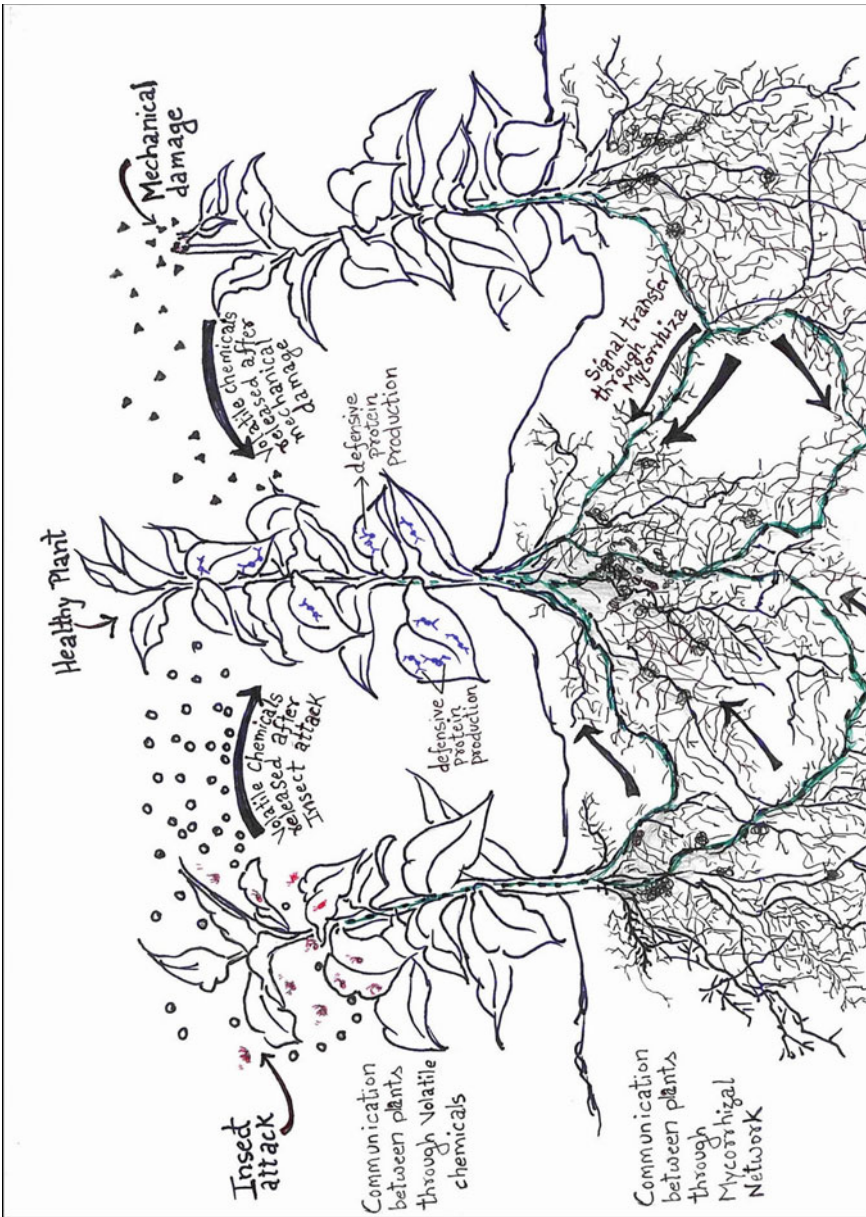 Insect
attack
Healthy Plant
Mechanical
damage
Volatile Chemicals
released after
Insect attack
Volatile chemicals
released after
mechanical
damage
Communication
between plants
through Volatile
chemicals
defensive
protein
production
defensive
protein
production
Signal transfer
through
Mycorrhiza
Communication
between plants
through
Mycorrhizal
Network